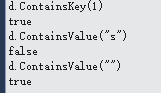 d.ContainsKey(1)
true
d.ContainsValue("s")
false
d.ContainsValue("")
true